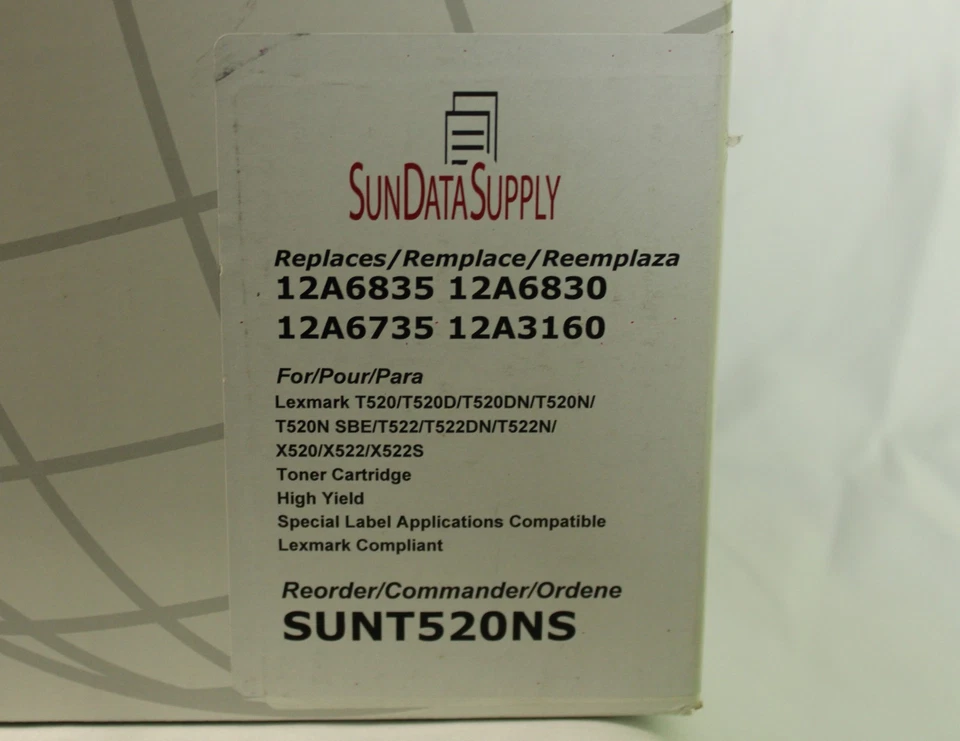 SUNDATASUPPLY
Replaces/Remplace/Reemplaza
12A6835 12A6830
12A6735 12A3160
For/Pour/Para
Lexmark T520/T520D/T520DN/T520N/
T520N SBE/T522/T522DN/T522N/
X520/X522/X522S
Toner Cartridge
High Yield
Special Label Applications Compatible
Lexmark Compliant
Reorder/Commander/Ordene
SUNT520NS